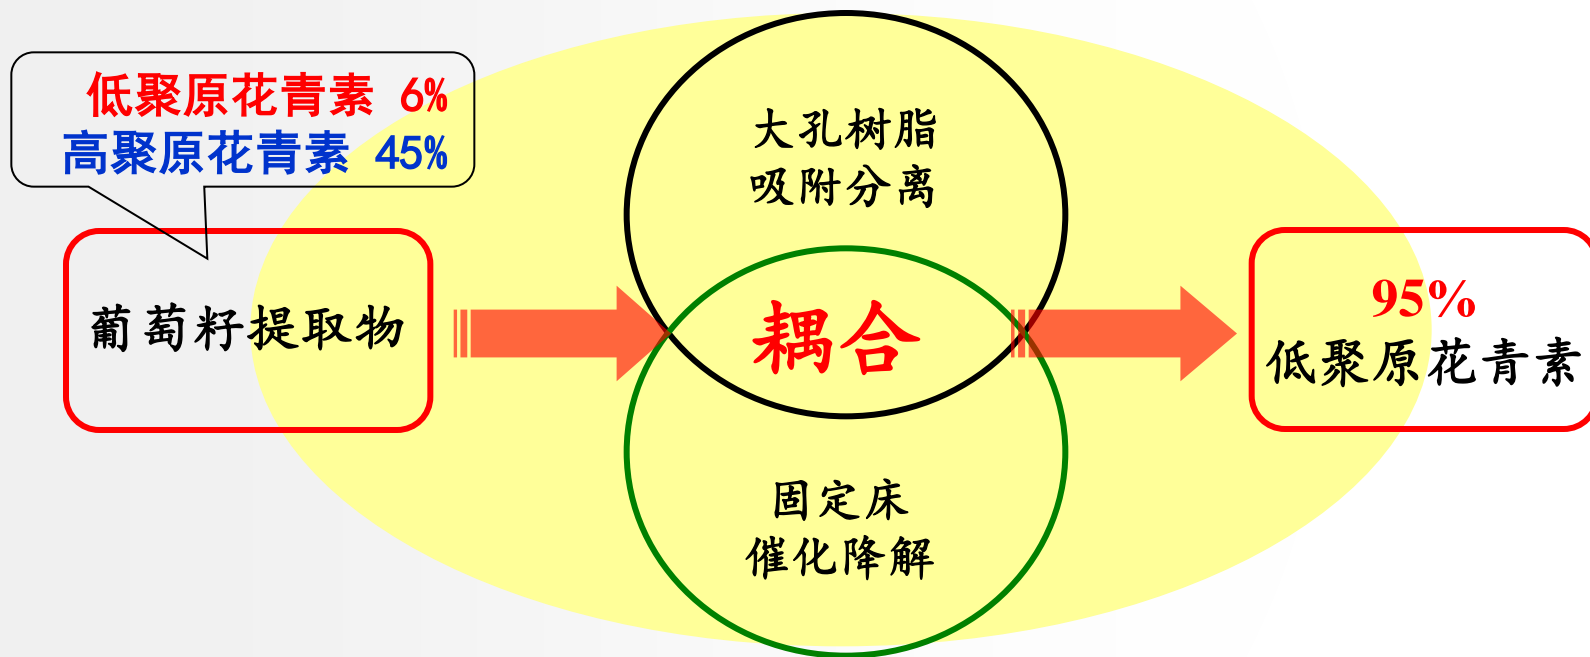 低聚原花青素 6%
高聚原花青素 45%
葡萄籽提取物
大孔树脂
吸附分离
耦合
固定床
催化降解
95%
低聚原花青素